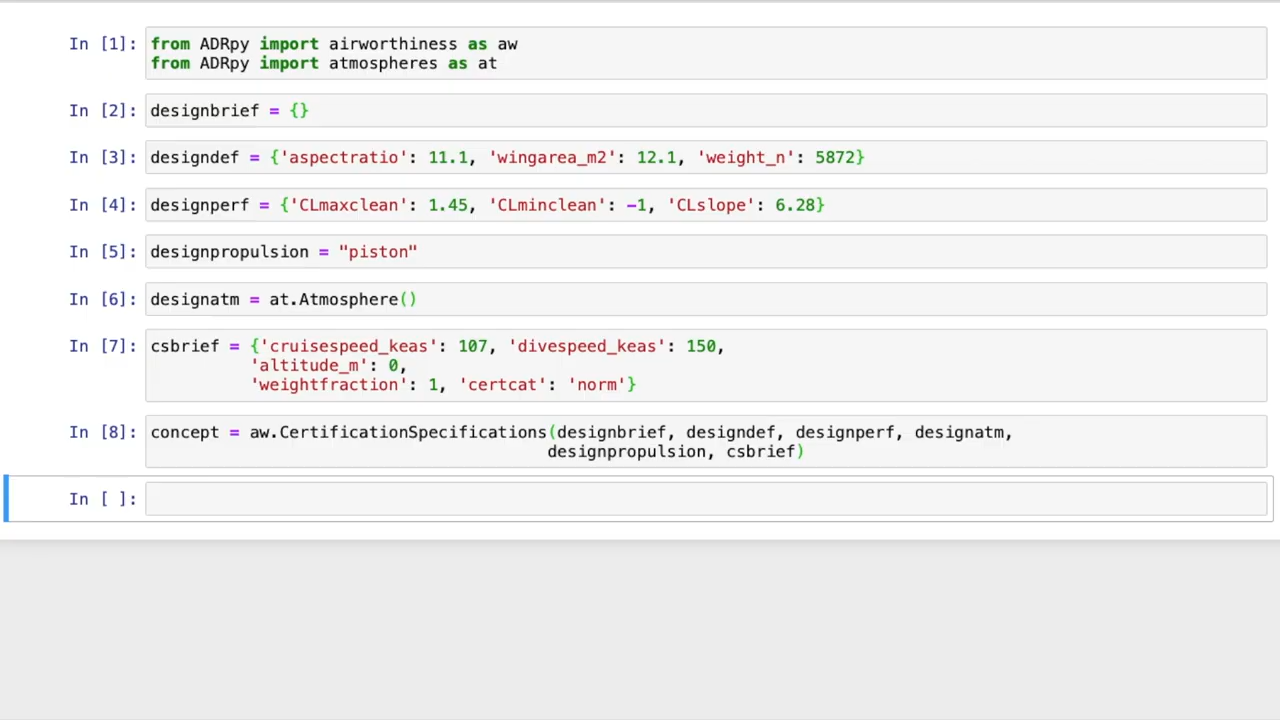 In [1]: from ADRpy import airworthiness as aw
from ADRpy import atmospheres as at
In [2]: designbrief = {}
In [3]: designdef = {'aspectratio': 11.1, 'wingarea_m2': 12.1, 'weight_n': 5872}
In [4]: designperf = {'CLmaxclean': 1.45, 'CLminclean': -1, 'CLslope': 6.28}
In [5]: designpropulsion = "piston"
In [6]: designatm = at.Atmosphere()
In [7]: csbrief = {'cruisespeed_keas': 107, 'divespeed_keas': 150,
'altitude_m': 0,
'weightfraction': 1, 'certcat': 'norm'}
In [8]: concept = aw.CertificationSpecifications(designbrief, designdef, designperf, designatm,
designpropulsion, csbrief)
In [ ]: